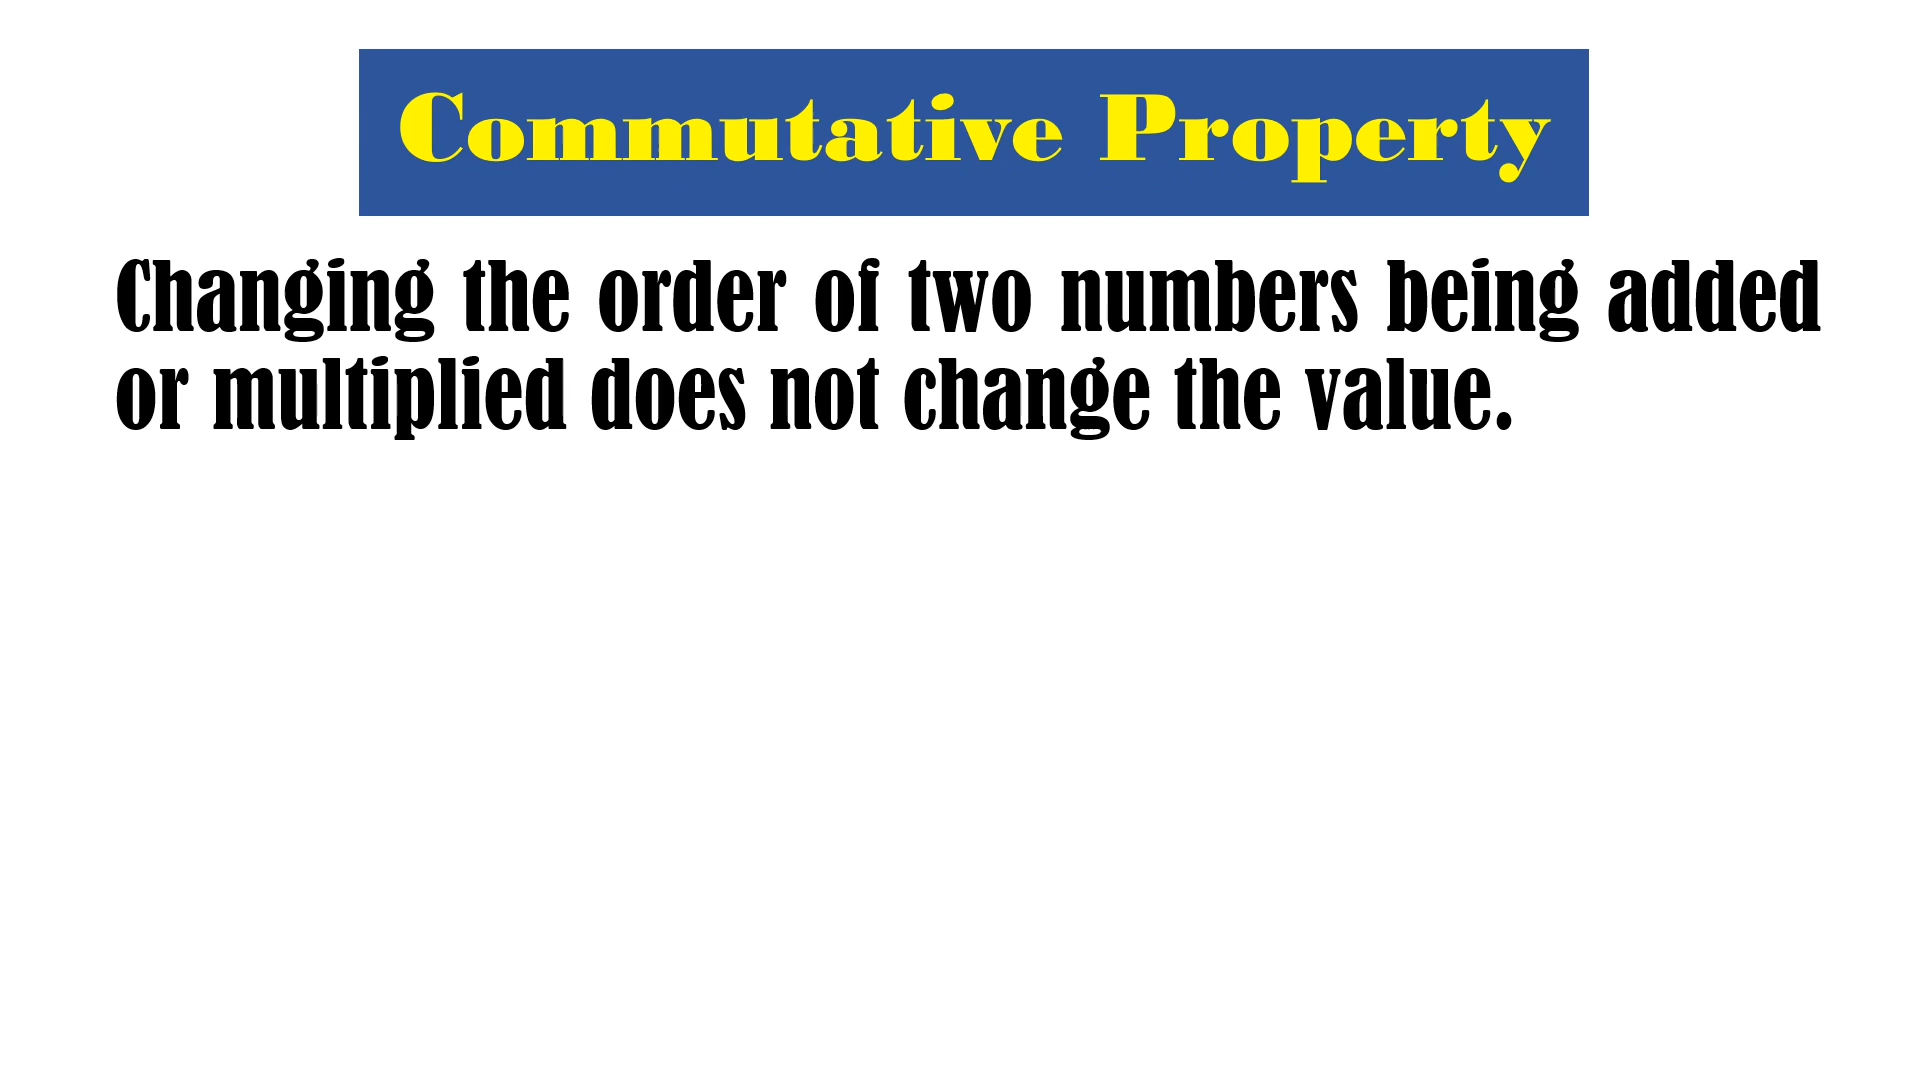 Commutative Property
Changing the order of two numbers being added
or multiplied does not change the value.